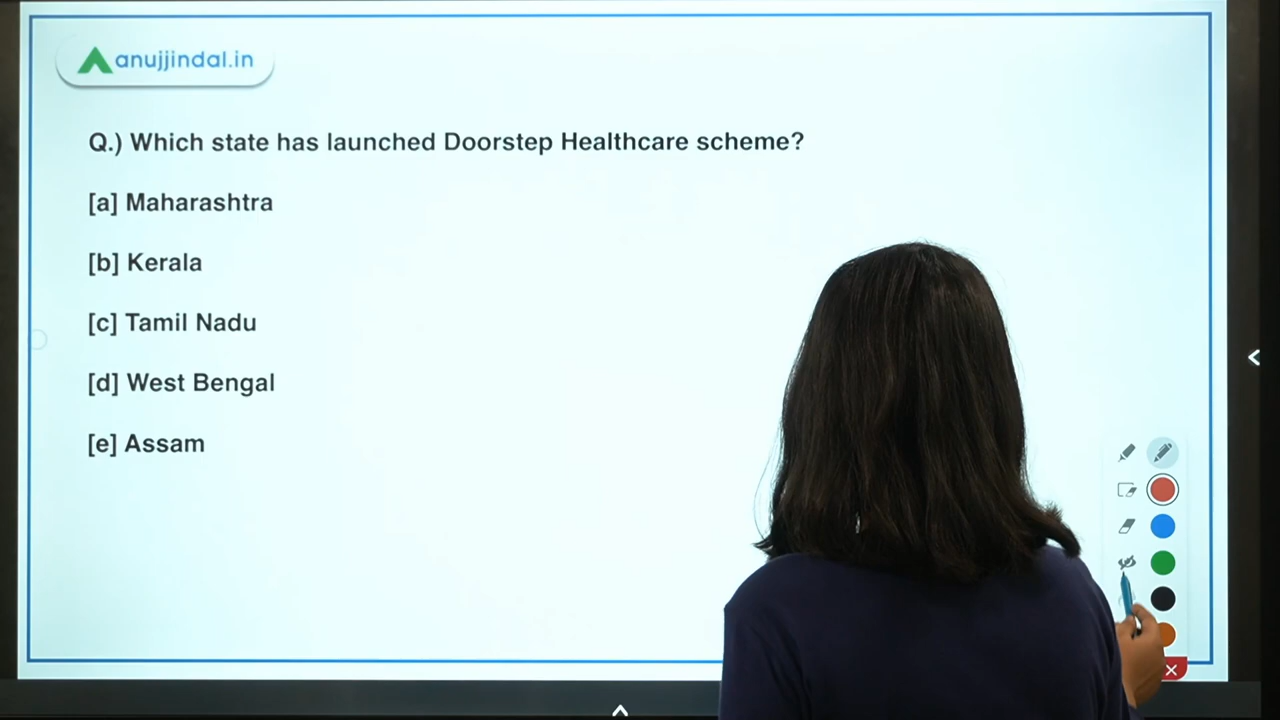 anujjindal.in
Q.) Which state has launched Doorstep Healthcare scheme?
[a] Maharashtra
[b] Kerala
[c] Tamil Nadu
[d] West Bengal
[e] Assam